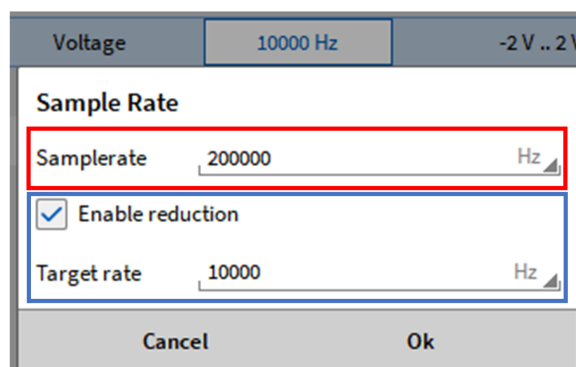 Voltage 10000 Hz -2 V .. 2 V
Sample Rate
Samplerate 200000 Hz
Enable reduction
Target rate 10000 Hz
Cancel Ok